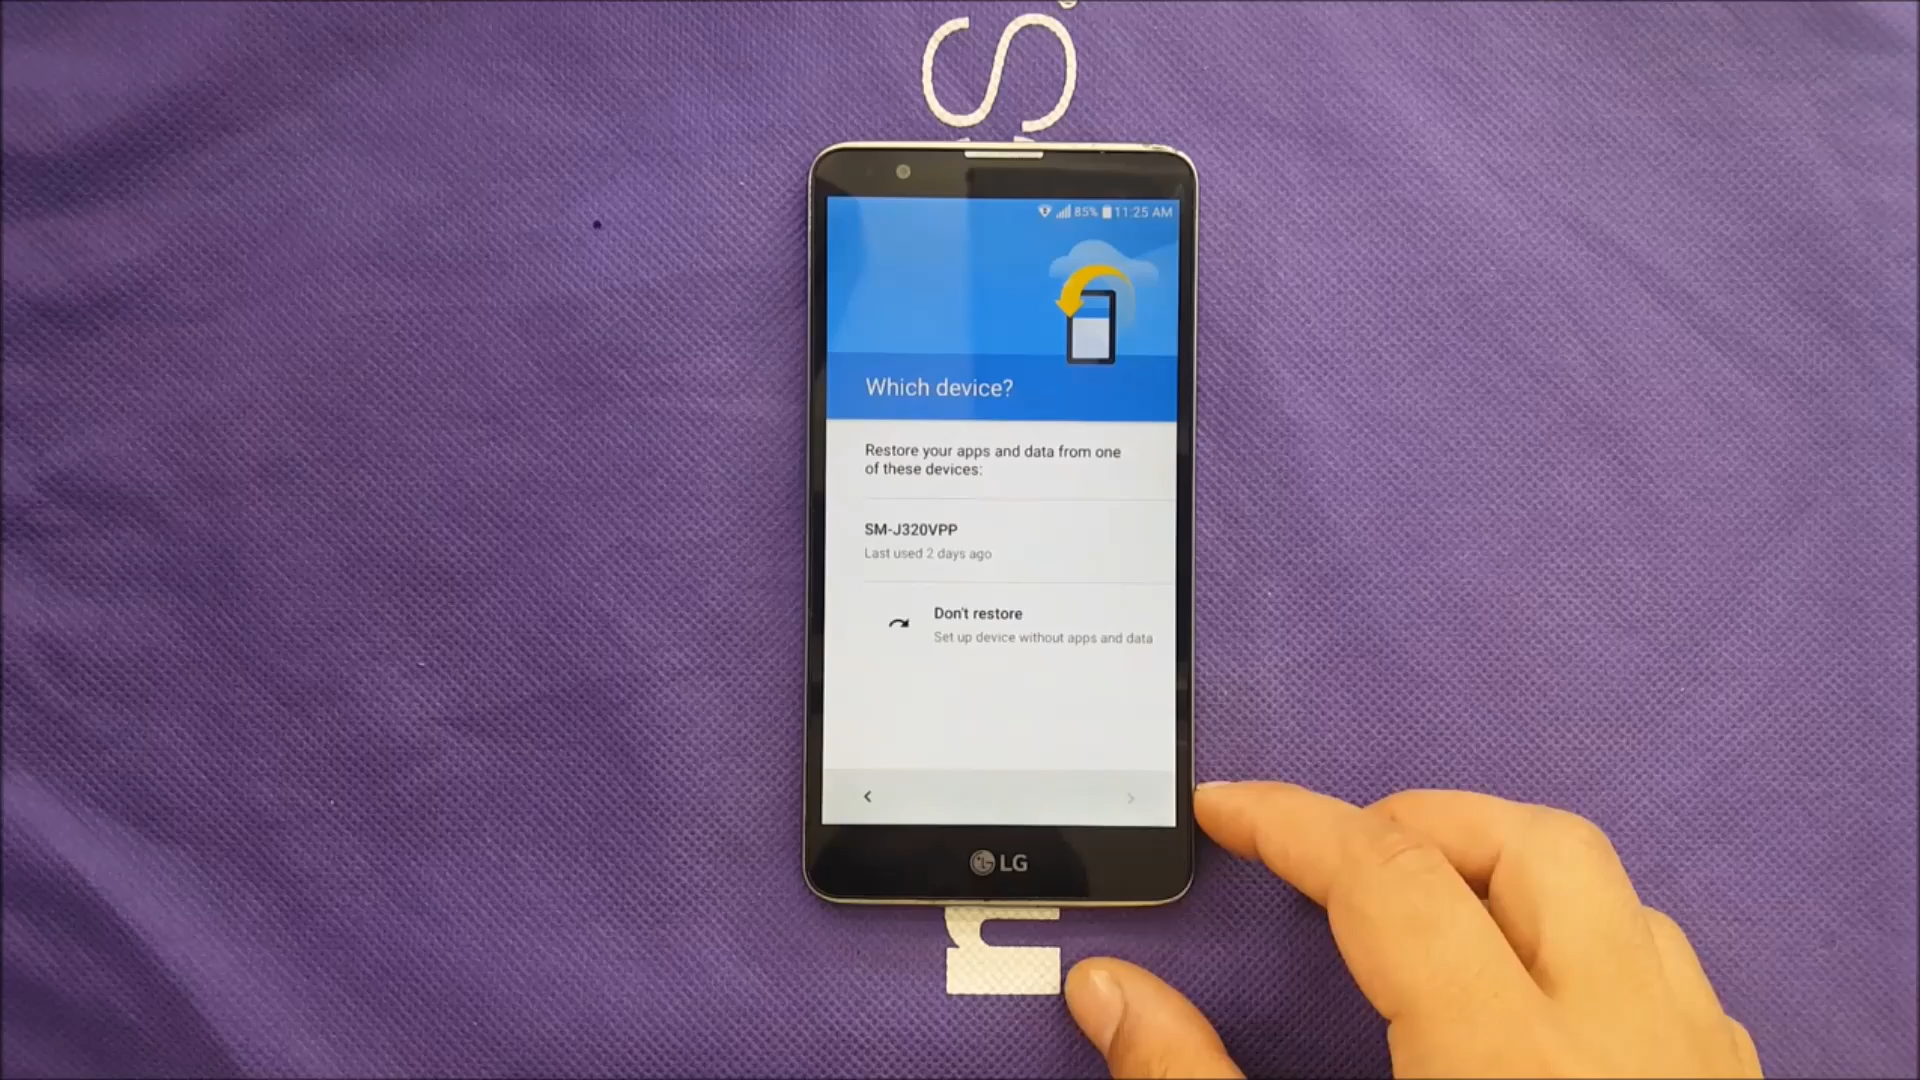 S
85% 11:25 AM
Which device?
Restore your apps and data from one
of these devices:
SM-J320VPP
Last used 2 days ago
Don't restore
Set up device without apps and data
LG